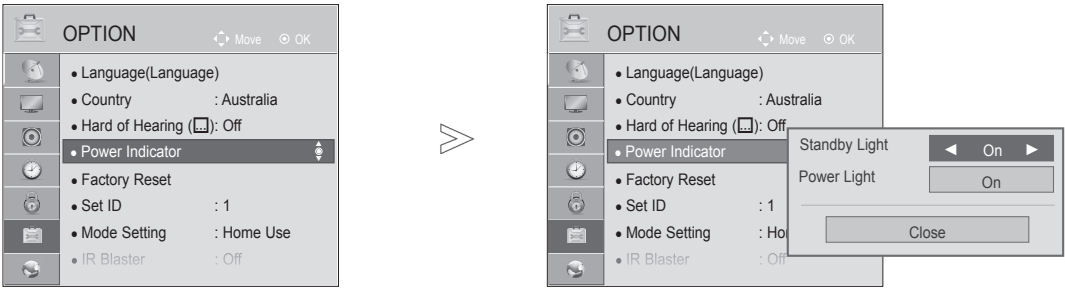 OPTION
Move OK
• Language(Language)
• Country : Australia
• Hard of Hearing (...): Off
• Power Indicator
• Factory Reset
• Set ID : 1
• Mode Setting : Home Use
• IR Blaster : Off
OPTION
Move OK
• Language(Language)
• Country : Australia
• Hard of Hearing (...): Off
• Power Indicator
• Factory Reset
• Set ID : 1
• Mode Setting : Ho
• IR Blaster : Off
Standby Light ◄ On ►
Power Light On
Close